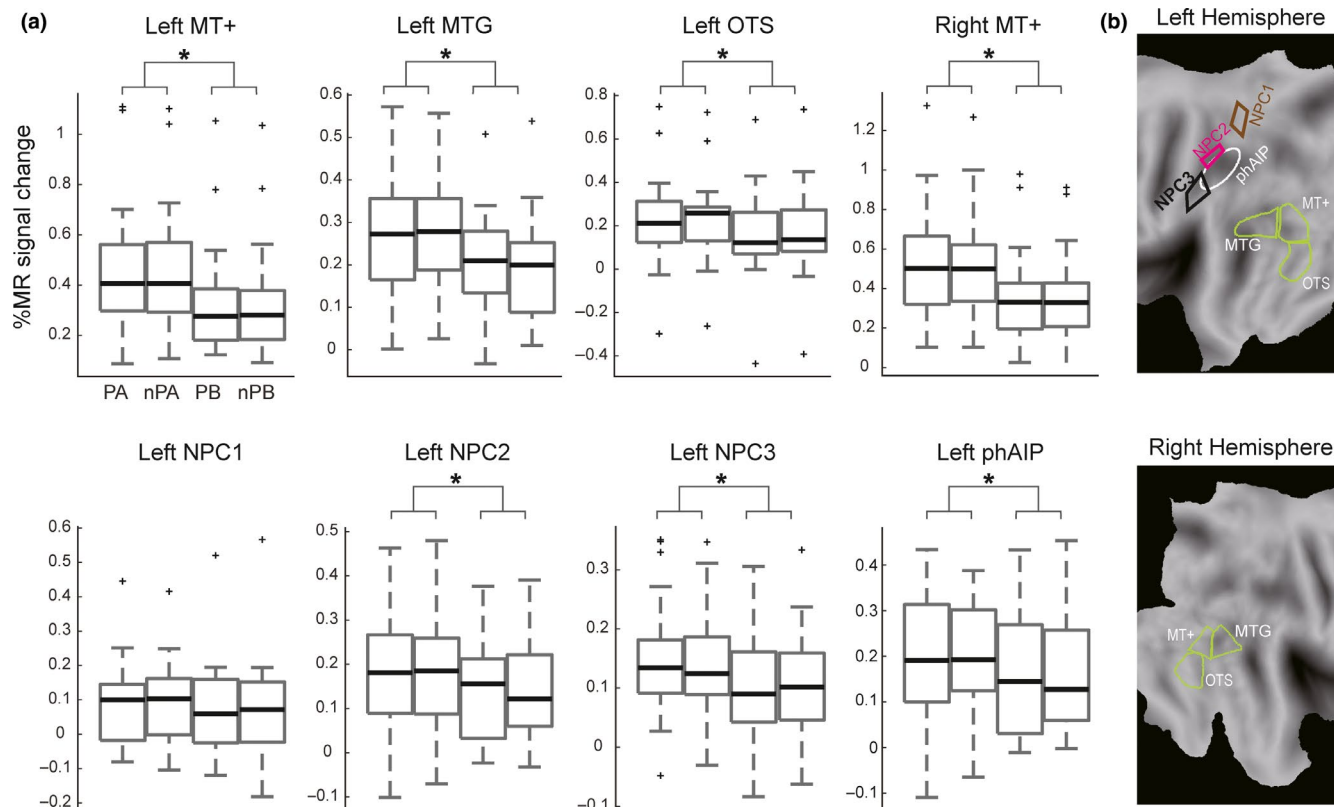 (a)
Left MT+
Left MTG
Left OTS
Right MT+
(b)
Left Hemisphere
%MR signal change
*
*
*
*
1
0.8
0.6
0.4
0.2
0.6
0.5
0.4
0.3
0.2
0.1
0
0.8
0.6
0.4
0.2
0
−0.2
−0.4
1.2
1
0.8
0.6
0.4
0.2
0
PA nPA PB nPB
NPC1
NPC2
phAIP
NPC3
MT+
MTG
OTS
Left NPC1
Left NPC2
Left NPC3
Left phAIP
Right Hemisphere
*
*
*
0.6
0.5
0.4
0.3
0.2
0.1
0
−0.1
−0.2
0.5
0.4
0.3
0.2
0.1
0
−0.1
0.3
0.2
0.1
0
−0.1
0.4
0.3
0.2
0.1
0
−0.1
MT+
MTG
OTS